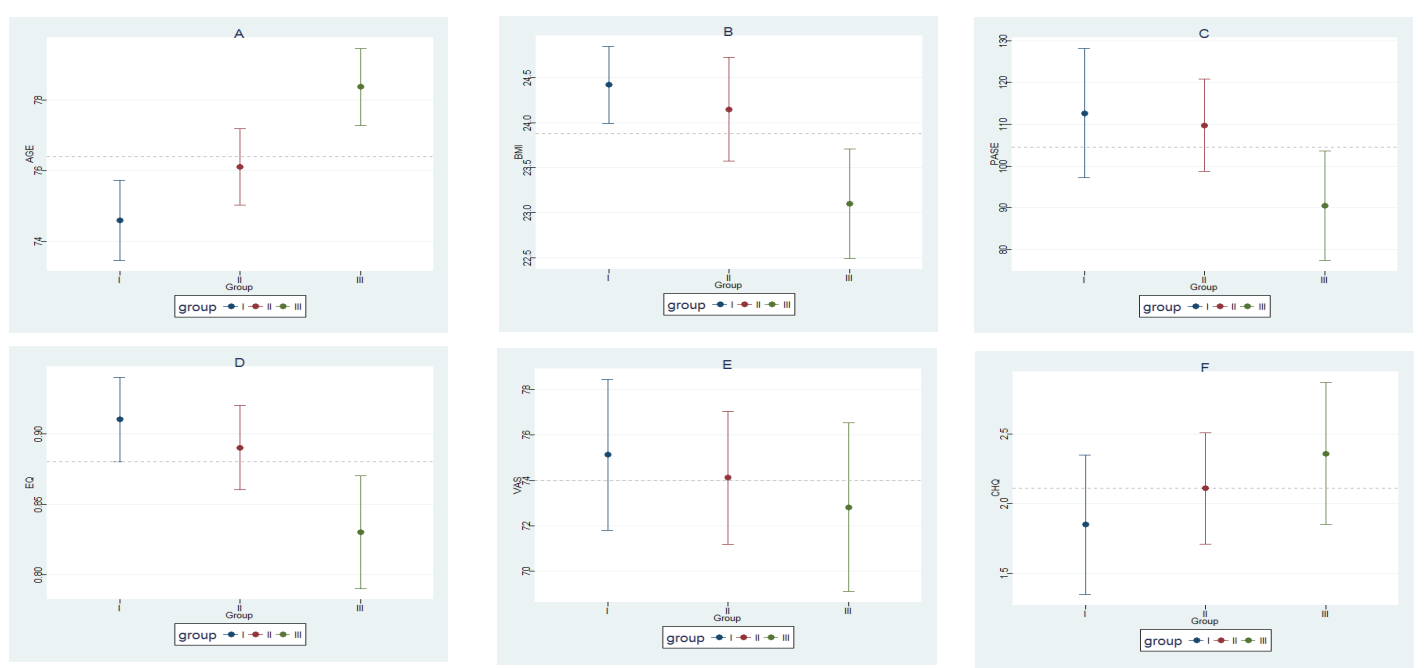 A
78
76
74
AGE
I II III
Group
group I II III
B
24.5
24.0
23.5
23.0
22.5
BMI
I II III
Group
group I II III
C
130
120
110
100
90
80
PASE
I II III
Group
group I II III
D
0.90
0.85
0.80
EQ
I II III
Group
group I II III
E
78
76
74
72
70
VAS
I II III
Group
group I II III
F
2.5
2.0
1.5
CHQ
I II III
Group
group I II III